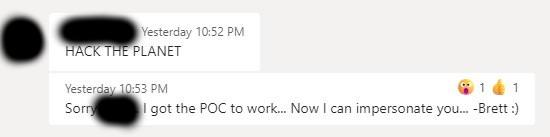 Yesterday 10:52 PM
HACK THE PLANET
Yesterday 10:53 PM 1 1
Sorry I got the POC to work... Now I can impersonate you... -Brett :)